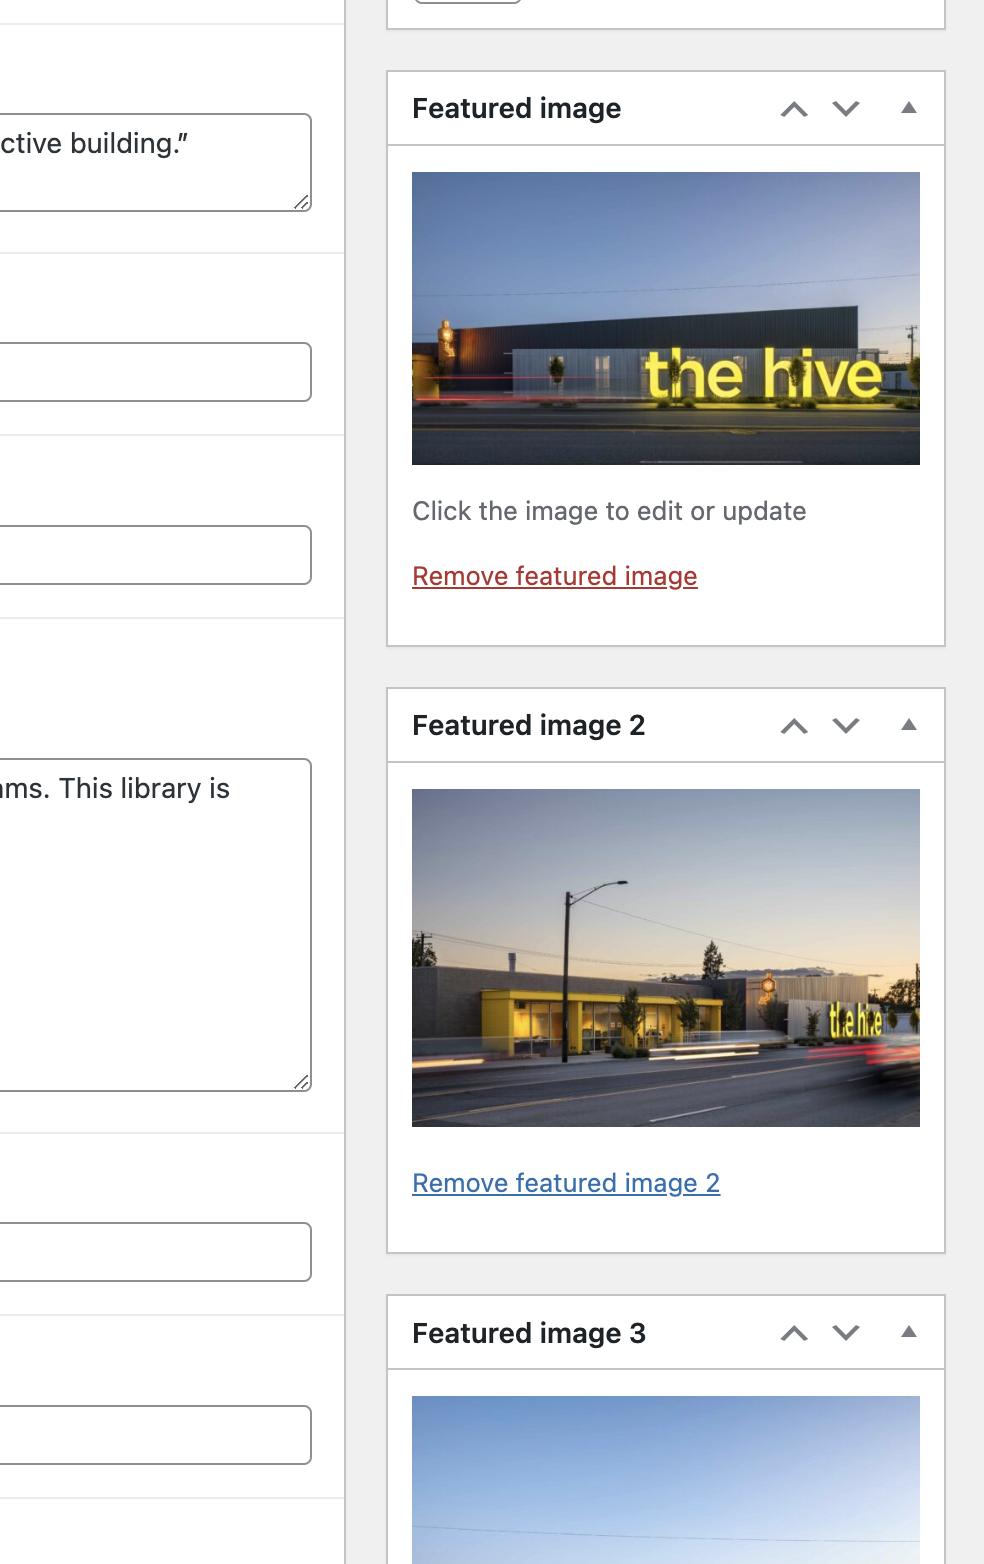 ctive building.”
Featured image
the hive
Click the image to edit or update
Remove featured image
Featured image 2
ms. This library is
the hive
Remove featured image 2
Featured image 3